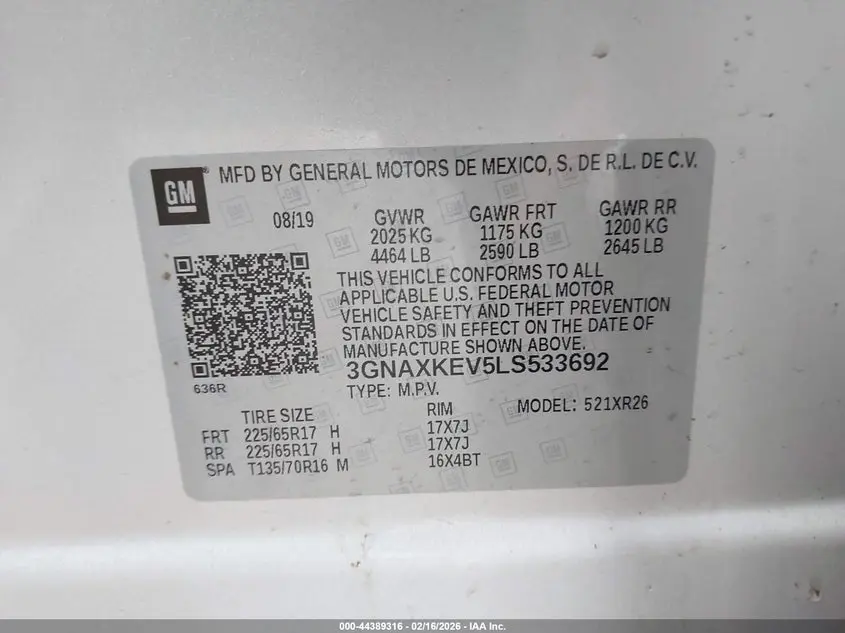 GM
MFD BY GENERAL MOTORS DE MEXICO, S. DE R.L. DE C.V.
08/19 GVWR GAWR FRT GAWR RR
2025 KG 1175 KG 1200 KG
4464 LB 2590 LB 2645 LB
THIS VEHICLE CONFORMS TO ALL
APPLICABLE U.S. FEDERAL MOTOR
VEHICLE SAFETY AND THEFT PREVENTION
STANDARDS IN EFFECT ON THE DATE OF
MANUFACTURE SHOWN ABOVE.
3GNAXKEV5LS533692
636R
TYPE: M.P.V.
TIRE SIZE RIM MODEL: 521XR26
FRT 225/65R17 H 17X7J
RR 225/65R17 H 17X7J
SPA T135/70R16 M 16X4BT
000-44389316 - 02/16/2026 - IAA Inc.